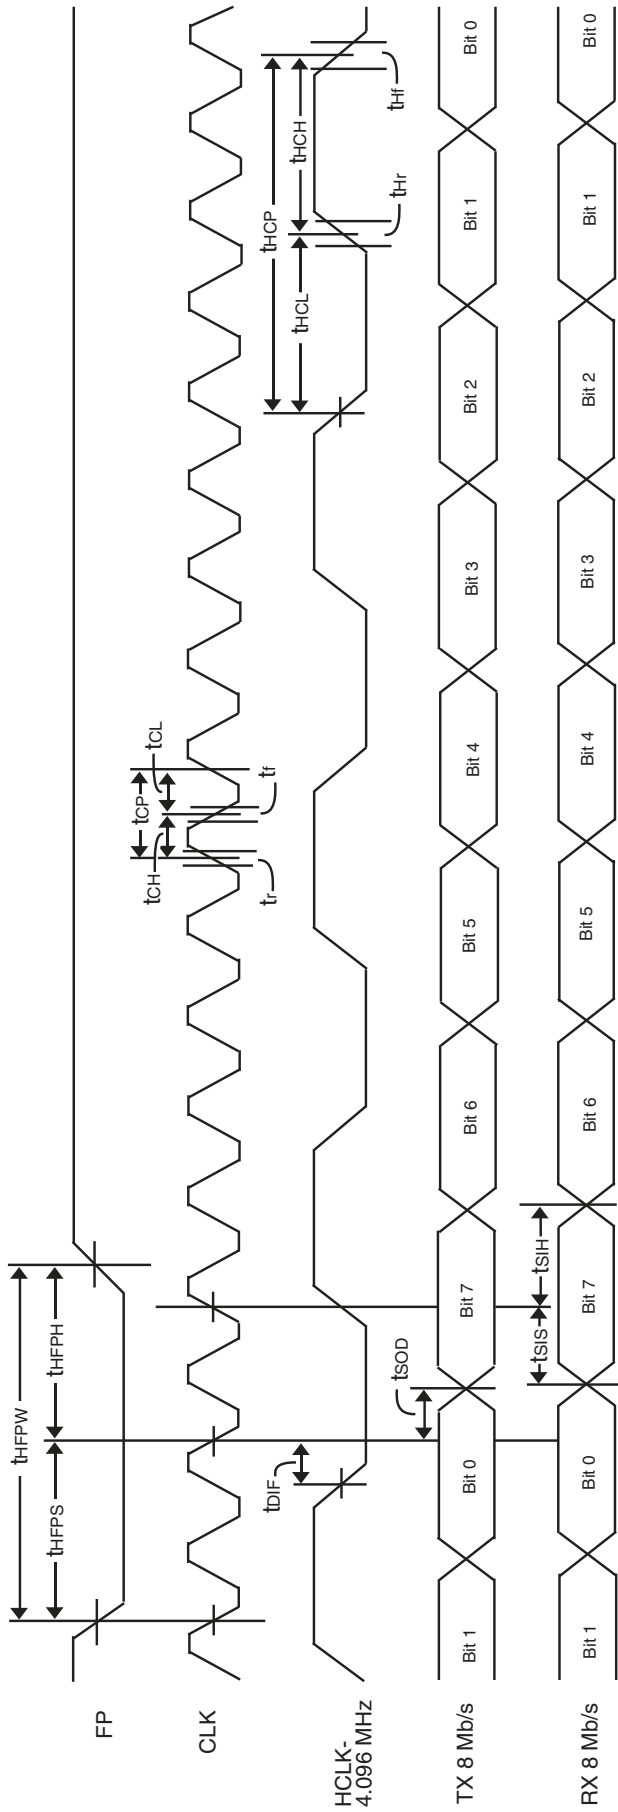 FP
tHFPW
tHFPS
tHFPH
CLK
tCH
tCP
tCL
tr
tf
HCLK-
4.096 MHz
tDIF
tHCP
tHCL
tHCH
tHr
tHf
TX 8 Mb/s
tSOD
Bit 1
Bit 0
Bit 7
Bit 6
Bit 5
Bit 4
Bit 3
Bit 2
Bit 1
Bit 0
RX 8 Mb/s
tSIS
tSIH
Bit 1
Bit 0
Bit 7
Bit 6
Bit 5
Bit 4
Bit 3
Bit 2
Bit 1
Bit 0